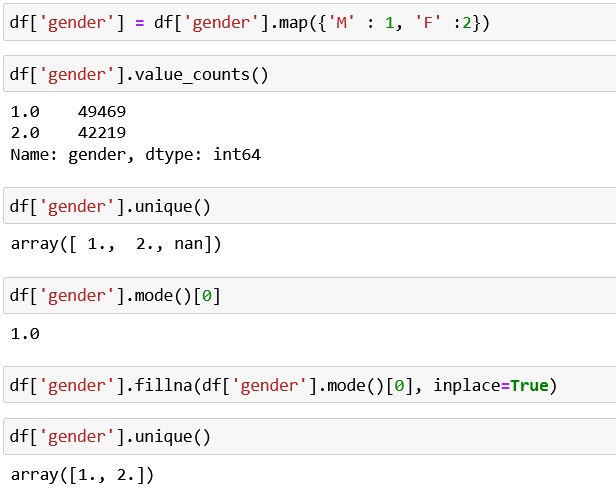 df['gender'] = df['gender'].map({'M' : 1, 'F' :2})
df['gender'].value_counts()
1.0    49469
2.0    42219
Name: gender, dtype: int64
df['gender'].unique()
array([ 1.,  2., nan])
df['gender'].mode()[0]
1.0
df['gender'].fillna(df['gender'].mode()[0], inplace=True)
df['gender'].unique()
array([1., 2.])